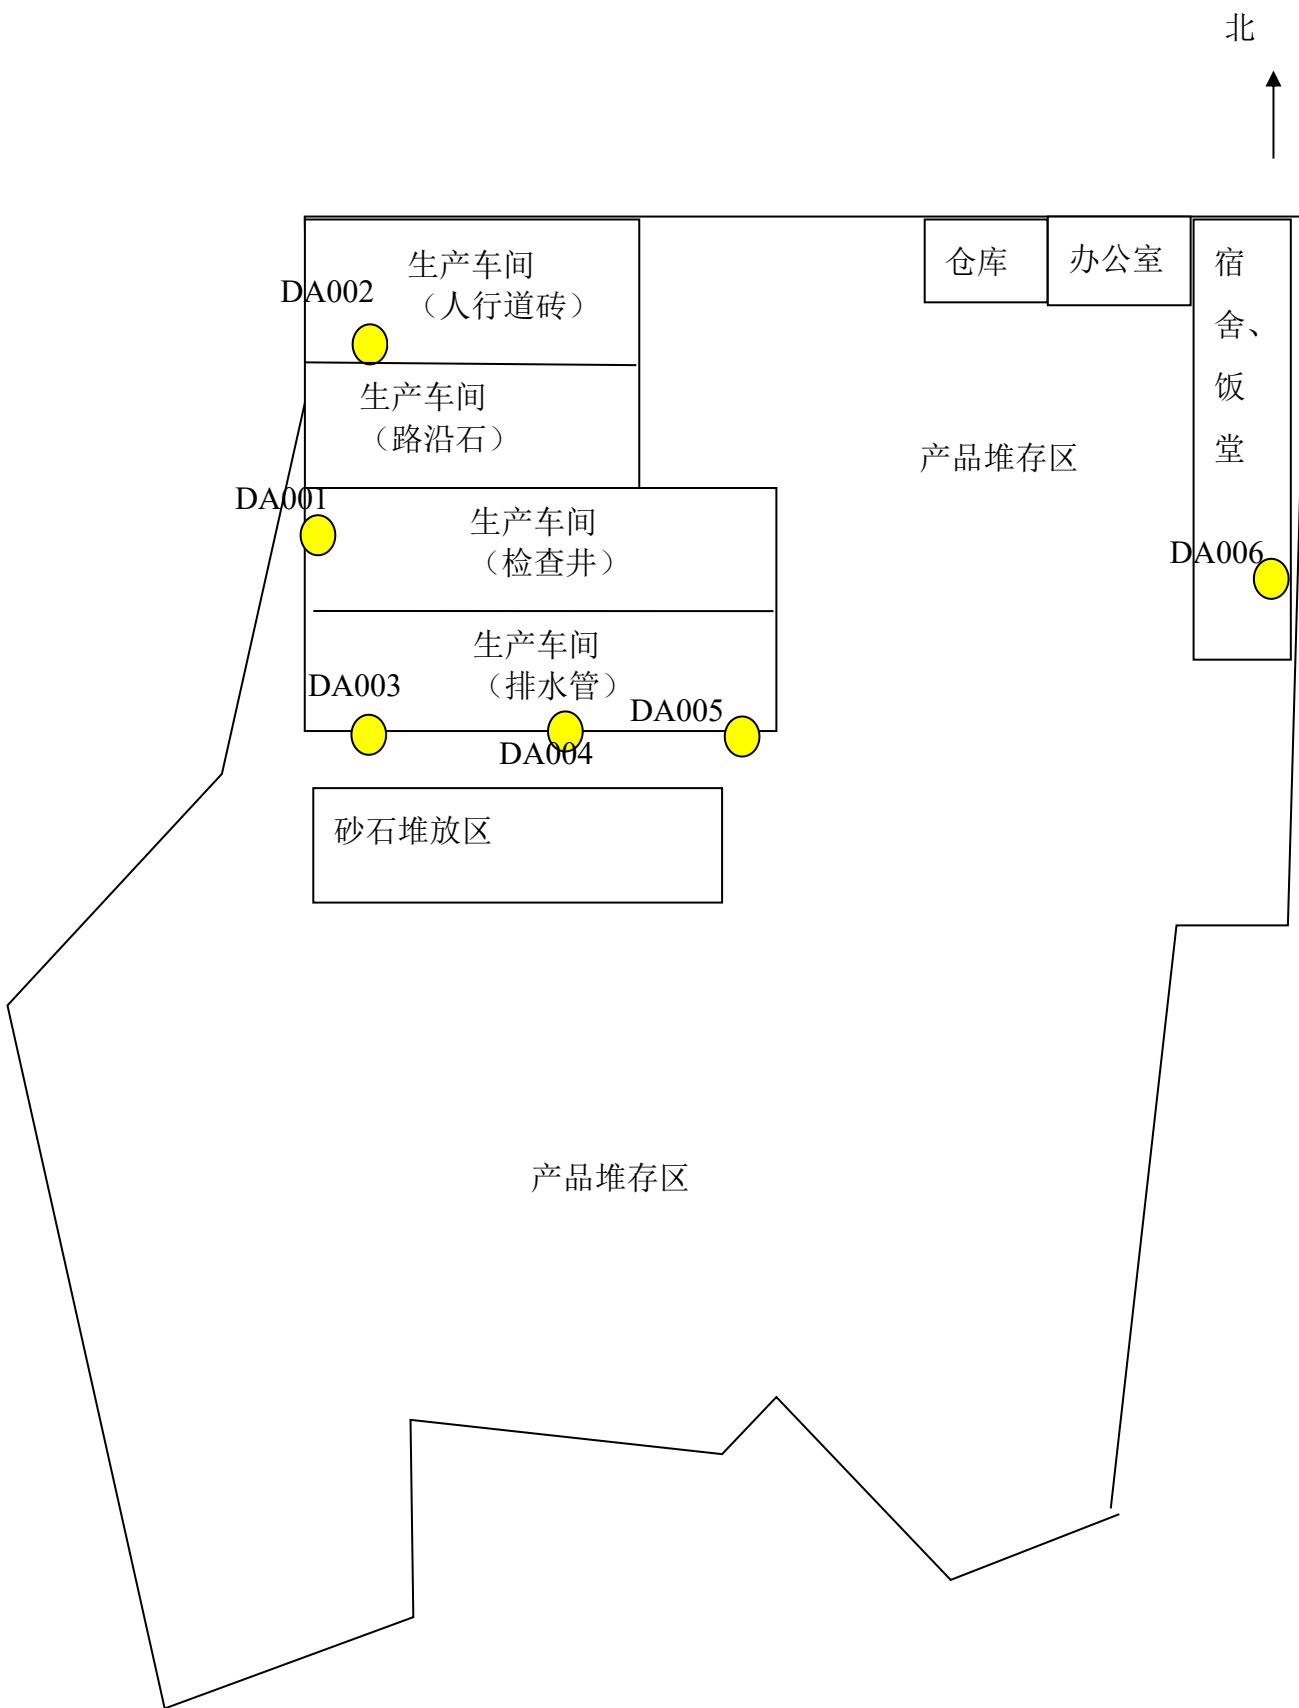 北
生产车间
（人行道砖）
DA002
仓库
办公室
宿
舍、
饭
堂
生产车间
（路沿石）
产品堆存区
DA001
生产车间
（检查井）
DA006
生产车间
（排水管）
DA003
DA005
DA004
砂石堆放区
产品堆存区